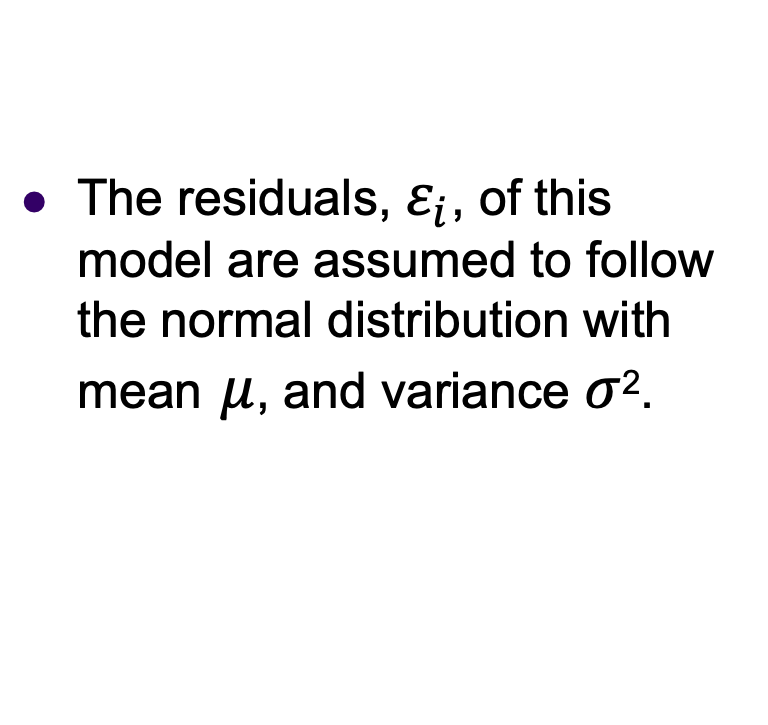 ● The residuals, εᵢ, of this
model are assumed to follow
the normal distribution with
mean μ, and variance σ².